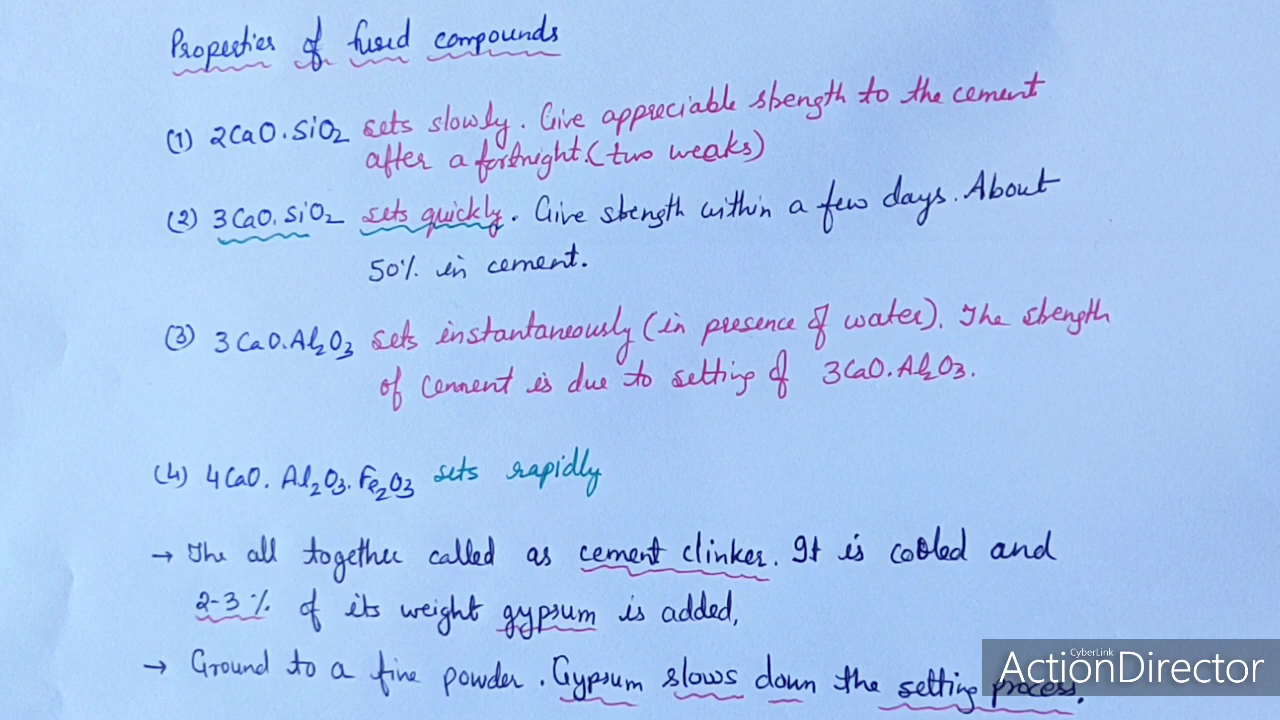 Properties of fused compounds
(1) 2CaO.SiO₂ sets slowly. Give appreciable strength to the cement
after a fortnight.(two weaks)
(2) 3CaO.SiO₂ sets quickly. Give strength within a few days. About
50% in cement.
(3) 3CaO.Al₂O₃ sets instantaneously (in presence of water). The strength
of cement is due to setting of 3CaO.Al₂O₃.
(4) 4CaO.Al₂O₃.Fe₂O₃ sets rapidly
→ The all together called as cement clinker. It is cooled and
2-3% of its weight gypsum is added,
→ Ground to a fine powder. Gypsum slows down the setting process.
CyberLink
ActionDirector